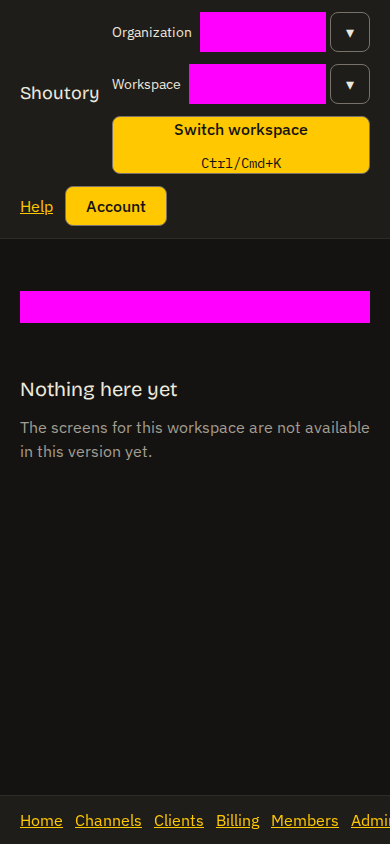 Organization
▼
Workspace
▼
Shoutory
Switch workspace
Ctrl/Cmd+K
Help
Account
Nothing here yet
The screens for this workspace are not available
in this version yet.
Home Channels Clients Billing Members